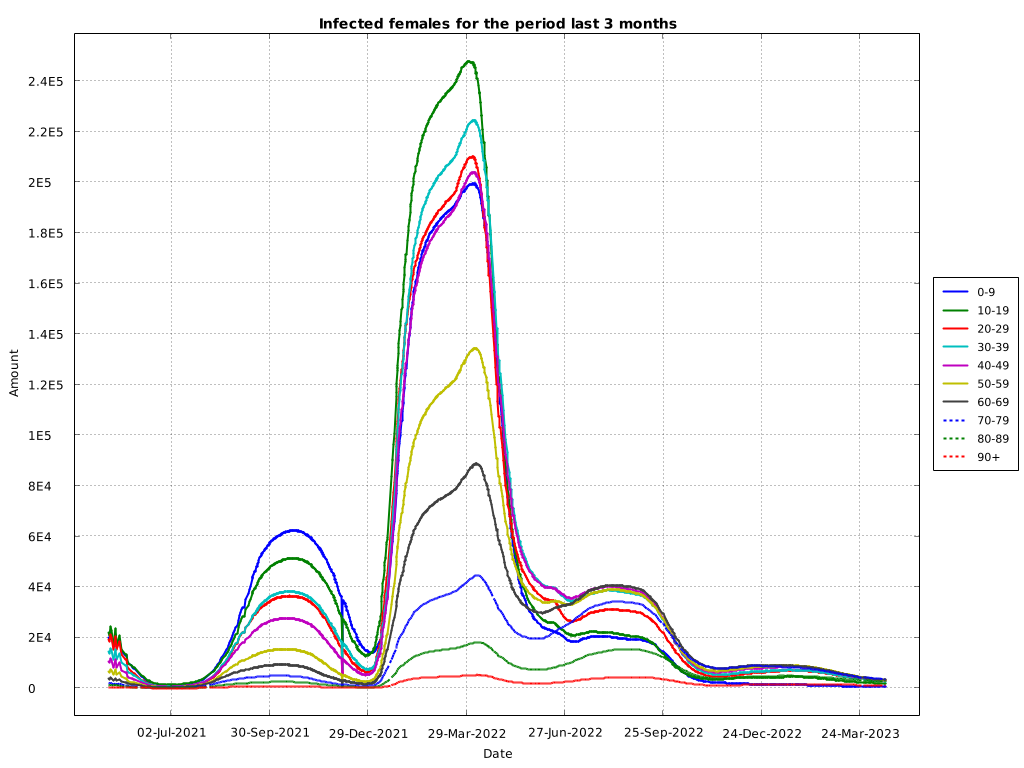 Infected females for the period last 3 months
2.4E5
2.2E5
2E5
1.8E5
1.6E5
1.4E5
1.2E5
1E5
8E4
6E4
4E4
2E4
0
Amount
02-Jul-2021 30-Sep-2021 29-Dec-2021 29-Mar-2022 27-Jun-2022 25-Sep-2022 24-Dec-2022 24-Mar-2023
Date
0-9
10-19
20-29
30-39
40-49
50-59
60-69
70-79
80-89
90+